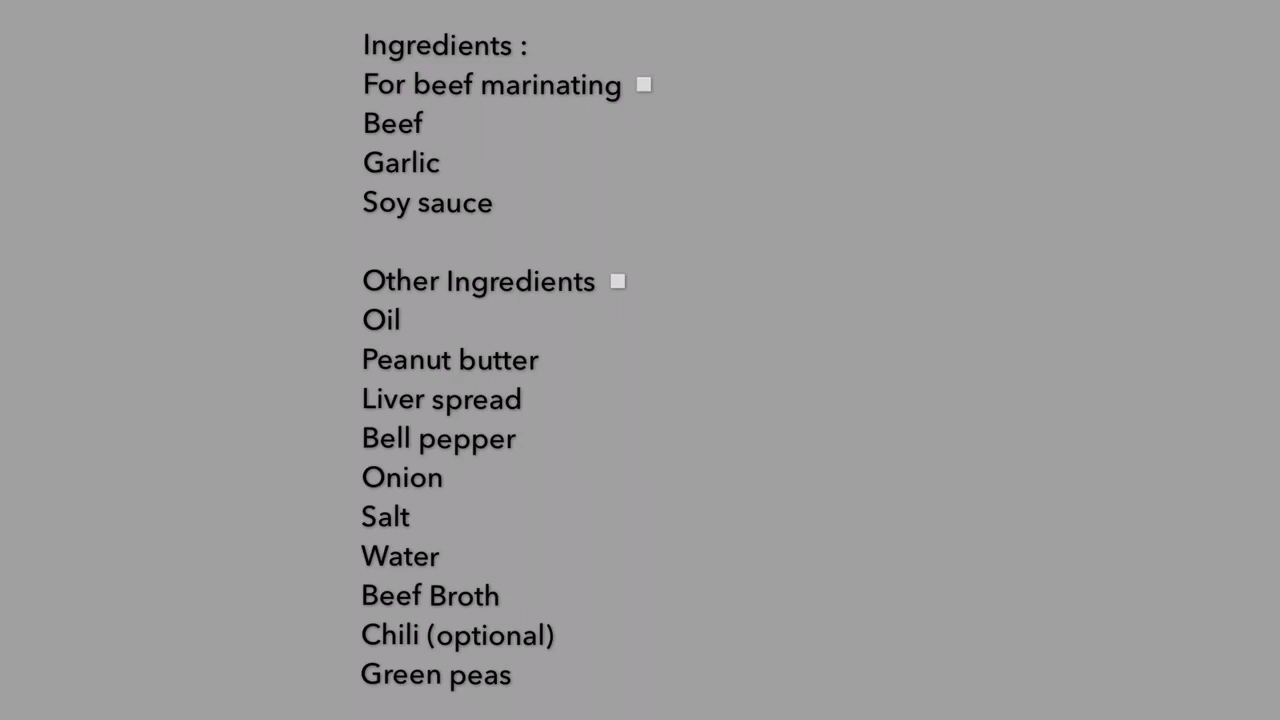 Ingredients :
For beef marinating
Beef
Garlic
Soy sauce
Other Ingredients
Oil
Peanut butter
Liver spread
Bell pepper
Onion
Salt
Water
Beef Broth
Chili (optional)
Green peas